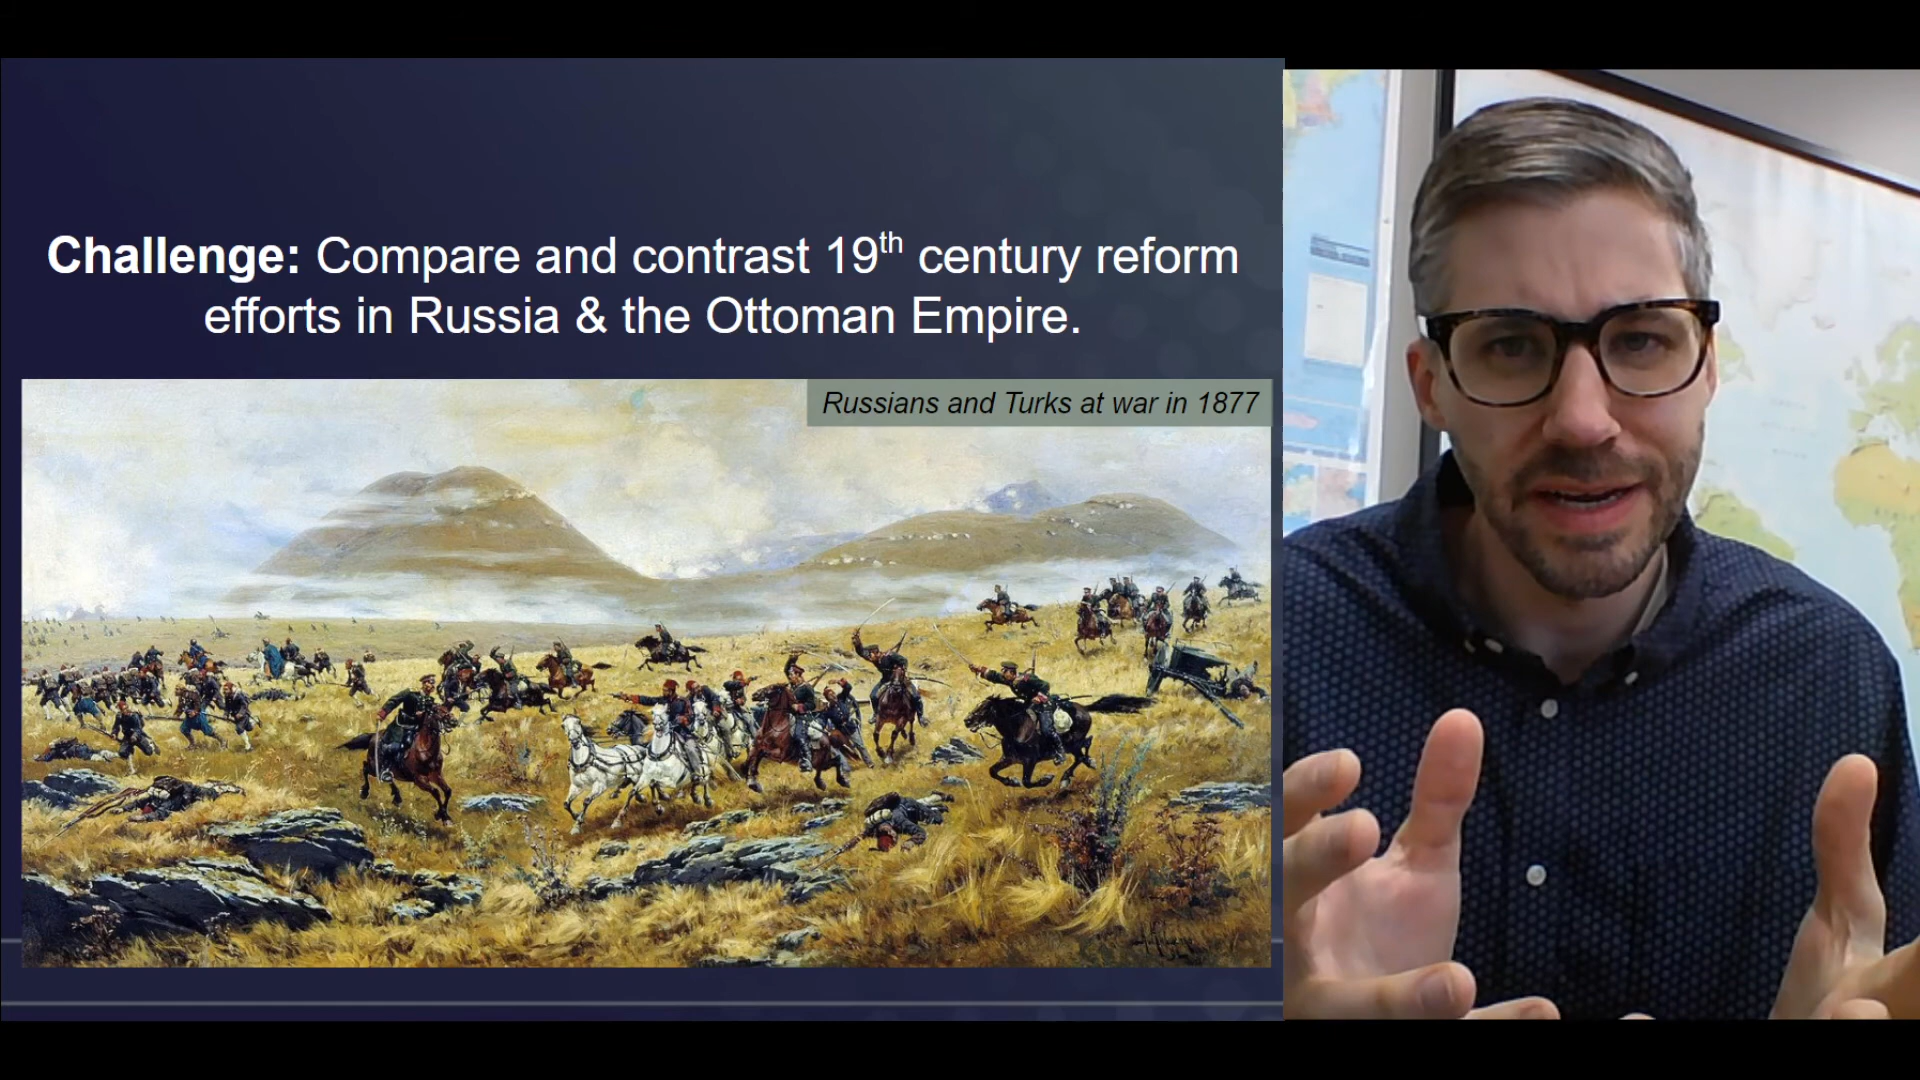 Challenge: Compare and contrast 19th century reform
efforts in Russia & the Ottoman Empire.
Russians and Turks at war in 1877